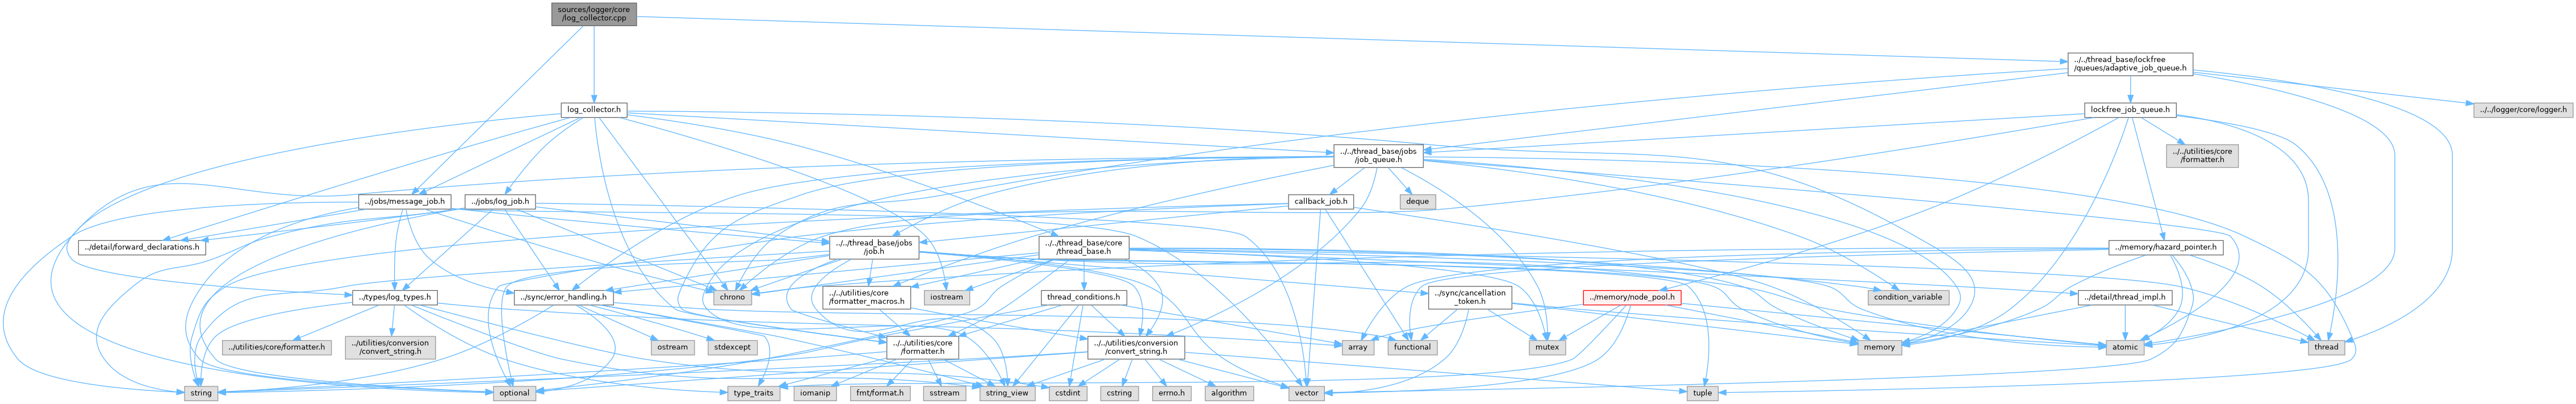 sources/logger/core
/log_collector.cpp
../../thread_base/lockfree
/queues/adaptive_job_queue.h
log_collector.h
lockfree_job_queue.h
../../logger/core/logger.h
../../thread_base/jobs
/job_queue.h
../../utilities/core
/formatter.h
../jobs/message_job.h
../jobs/log_job.h
callback_job.h
deque
../detail/forward_declarations.h
../../thread_base/jobs
/job.h
../../thread_base/core
/thread_base.h
../memory/hazard_pointer.h
../types/log_types.h
../sync/error_handling.h
chrono
../../utilities/core
/formatter_macros.h
iostream
thread_conditions.h
../sync/cancellation
_token.h
../memory/node_pool.h
condition_variable
../detail/thread_impl.h
../utilities/core/formatter.h
../utilities/conversion
/convert_string.h
ostream
stdexcept
../../utilities/core
/formatter.h
../../utilities/conversion
/convert_string.h
array
functional
mutex
memory
atomic
thread
string
optional
type_traits
iomanip
fmt/format.h
sstream
string_view
cstdint
cstring
errno.h
algorithm
vector
tuple